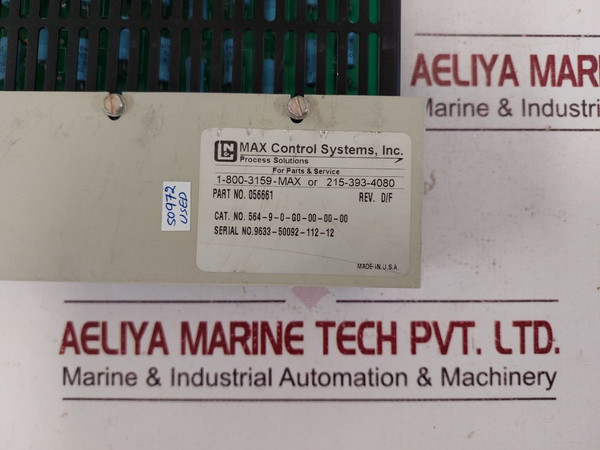 AELIYA MAR
Marine & Industri
L&N MAX Control Systems, Inc.
Process Solutions
For Parts & Service
1-800-3159-MAX or 215-393-4080
PART NO. 056661 REV. D/F
CAT. NO. 564-9-0-G0-00-00-00
SERIAL NO. 9633-50092-112-12
MADE IN U.S.A.
50972
USED
AELIYA MARINE TECH PVT. LTD.
Marine & Industrial Automation & Machinery